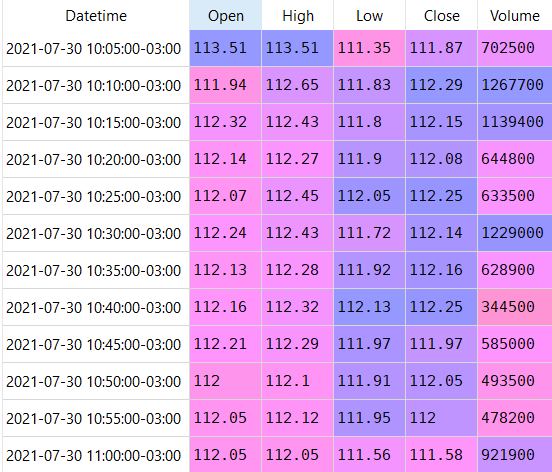 Datetime Open High Low Close Volume
2021-07-30 10:05:00-03:00 113.51 113.51 111.35 111.87 702500
2021-07-30 10:10:00-03:00 111.94 112.65 111.83 112.29 1267700
2021-07-30 10:15:00-03:00 112.32 112.43 111.8 112.15 1139400
2021-07-30 10:20:00-03:00 112.14 112.27 111.9 112.08 644800
2021-07-30 10:25:00-03:00 112.07 112.45 112.05 112.25 633500
2021-07-30 10:30:00-03:00 112.24 112.43 111.72 112.14 1229000
2021-07-30 10:35:00-03:00 112.13 112.28 111.92 112.16 628900
2021-07-30 10:40:00-03:00 112.16 112.32 112.13 112.25 344500
2021-07-30 10:45:00-03:00 112.21 112.29 111.97 111.97 585000
2021-07-30 10:50:00-03:00 112 112.1 111.91 112.05 493500
2021-07-30 10:55:00-03:00 112.05 112.12 111.95 112 478200
2021-07-30 11:00:00-03:00 112.05 112.05 111.56 111.58 921900